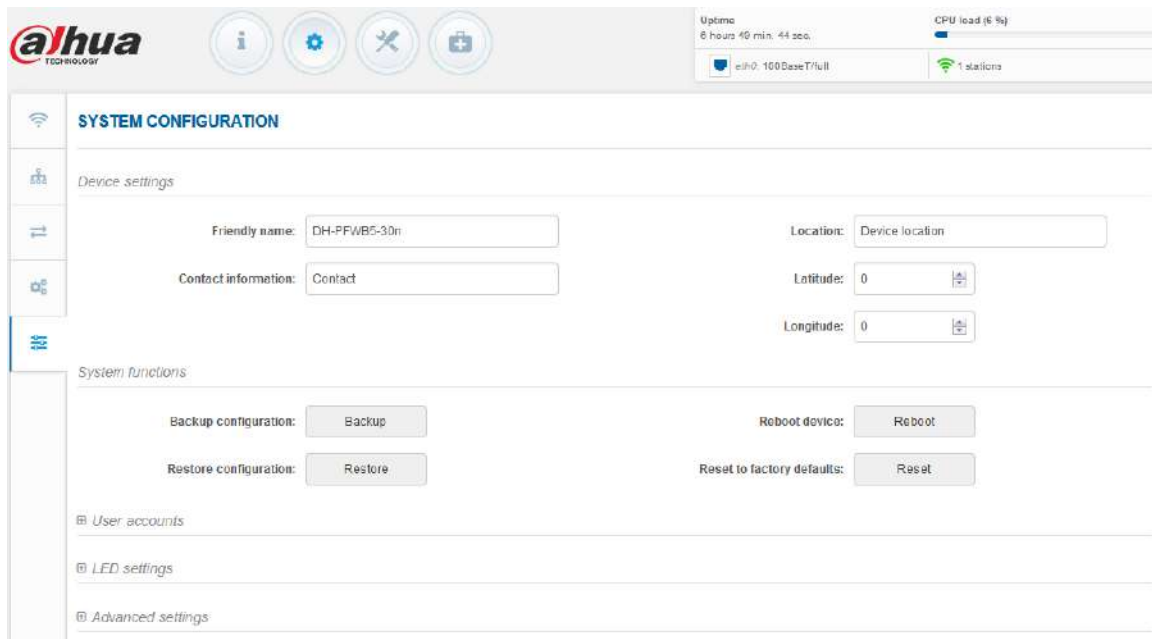 alhua
TECHNOLOGY
Uptime
6 hours 49 min. 44 sec.
CPU load (6 %)
eth0: 100BaseT/full
1 stations
SYSTEM CONFIGURATION
Device settings
Friendly name: DH-PFWB5-30n
Location: Device location
Contact information: Contact
Latitude: 0
Longitude: 0
System functions
Backup configuration: Backup
Reboot device: Reboot
Restore configuration: Restore
Reset to factory defaults: Reset
User accounts
LED settings
Advanced settings